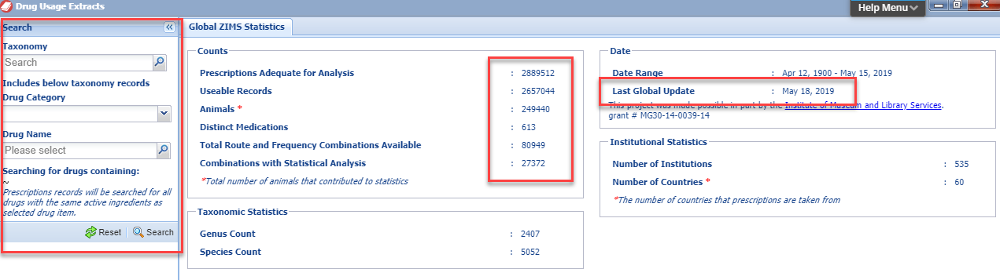 Drug Usage Extracts
Help Menu
Search
Taxonomy
Search
Includes below taxonomy records
Drug Category
Drug Name
Please select
Searching for drugs containing:
~
Prescriptions records will be searched for all
drugs with the same active ingredients as
selected drug item.
Reset
Search
Global ZIMS Statistics
Counts
Prescriptions Adequate for Analysis : 2889512
Useable Records : 2657044
Animals * : 249440
Distinct Medications : 613
Total Route and Frequency Combinations Available : 80949
Combinations with Statistical Analysis : 27372
*Total number of animals that contributed to statistics
Taxonomic Statistics
Genus Count : 2407
Species Count : 5052
Date
Date Range : Apr 12, 1900 - May 15, 2019
Last Global Update : May 18, 2019
This project was made possible in part by the Institute of Museum and Library Services.
grant # MG30-14-0039-14
Institutional Statistics
Number of Institutions : 535
Number of Countries * : 60
*The number of countries that prescriptions are taken from